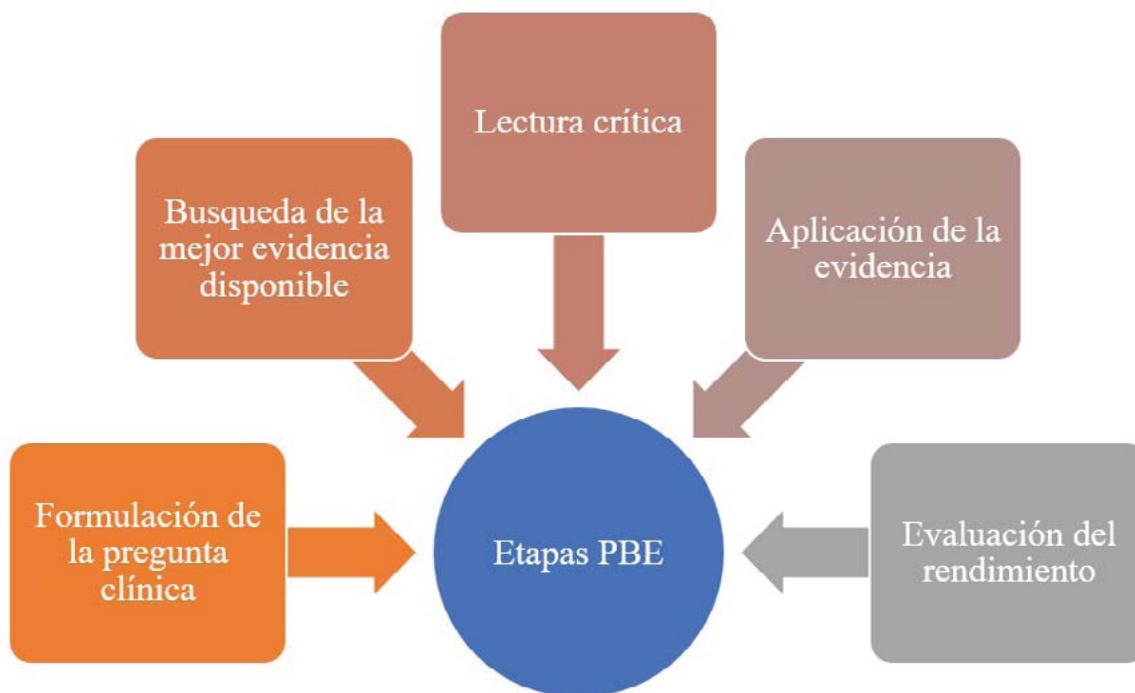 Lectura crítica
Busqueda de la
mejor evidencia
disponible
Aplicación de la
evidencia
Formulación de
la pregunta
clínica
Etapas PBE
Evaluación del
rendimiento